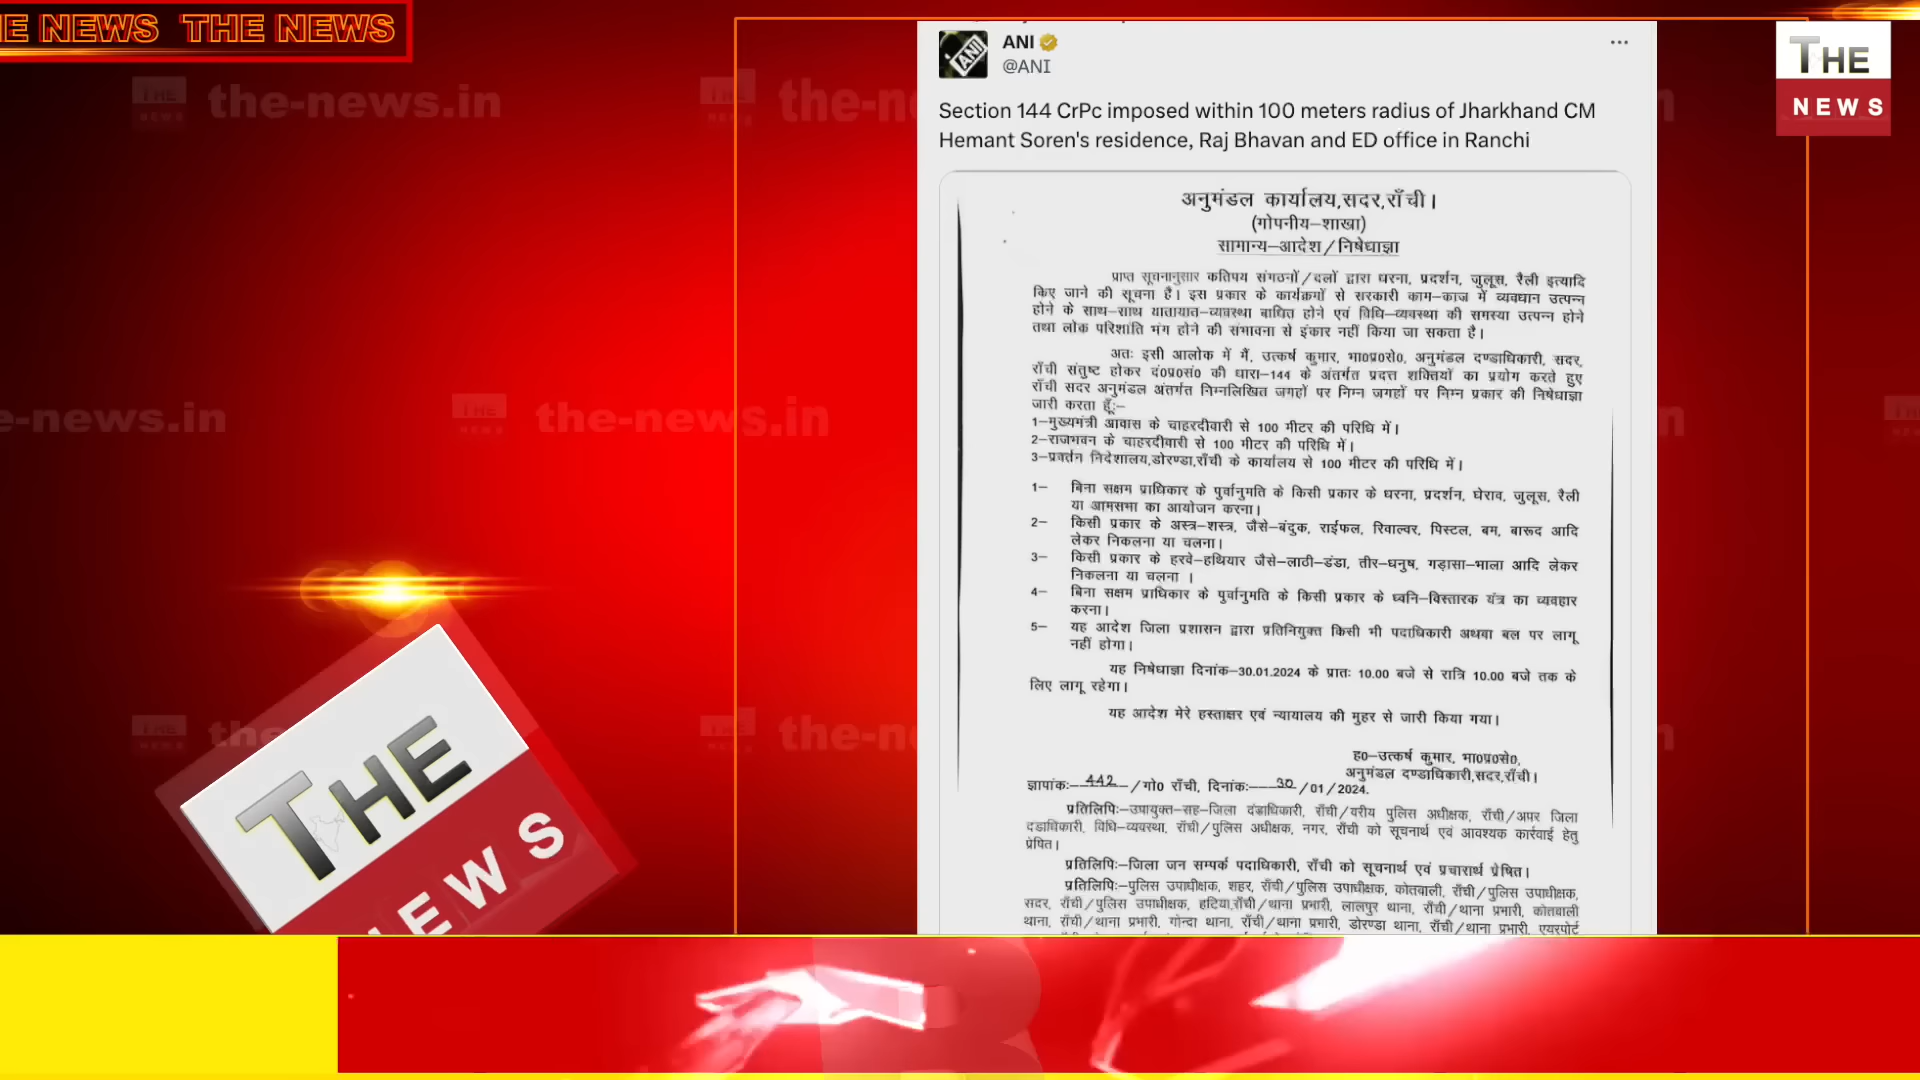 E NEWS THE NEWS
THE
NEWS
the-news.in
the-news.in
THE
NEWS
ANI
@ANI
Section 144 CrPc imposed within 100 meters radius of Jharkhand CM
Hemant Soren's residence, Raj Bhavan and ED office in Ranchi
अनुमंडल कार्यालय,सदर,राँची।
(गोपनीय–शाखा)
सामान्य–आदेश/निषेधाज्ञा
प्राप्त सूचनानुसार कतिपय संगठनों/दलों द्वारा धरना, प्रदर्शन, जुलूस, रैली इत्यादि
किए जाने की सूचना है। इस प्रकार के कार्यक्रमों से सरकारी काम–काज में व्यवधान उत्पन्न
होने के साथ–साथ यातायात–व्यवस्था बाधित होने एवं विधि–व्यवस्था की समस्या उत्पन्न होने
तथा लोक परिशांति भंग होने की संभावना से इंकार नहीं किया जा सकता है।
अतः इसी आलोक में मैं, उत्कर्ष कुमार, भा0प्र0से0, अनुमंडल दण्डाधिकारी, सदर,
राँची संतुष्ट होकर दं0प्र0सं0 की धारा–144 के अंतर्गत प्रदत्त शक्तियों का प्रयोग करते हुए
राँची सदर अनुमंडल अंतर्गत निम्नलिखित जगहों पर निम्न जगहों पर निम्न प्रकार की निषेधाज्ञा
जारी करता हूँ:–
1–मुख्यमंत्री आवास के चाहरदीवारी से 100 मीटर की परिधि में।
2–राजभवन के चाहरदीवारी से 100 मीटर की परिधि में।
3–प्रवर्तन निदेशालय,डोरण्डा,राँची के कार्यालय से 100 मीटर की परिधि में।
1– बिना सक्षम प्राधिकार के पुर्वानुमति के किसी प्रकार के धरना, प्रदर्शन, घेराव, जुलूस, रैली
या आमसभा का आयोजन करना।
2– किसी प्रकार के अस्त्र–शस्त्र, जैसे–बंदुक, राईफल, रिवाल्वर, पिस्टल, बम, बारूद आदि
लेकर निकलना या चलना।
3– किसी प्रकार के हरवे–हथियार जैसे–लाठी–डंडा, तीर–धनुष, गड़ासा–भाला आदि लेकर
निकलना या चलना ।
4– बिना सक्षम प्राधिकार के पुर्वानुमति के किसी प्रकार के ध्वनि–विस्तारक यंत्र का व्यवहार
करना।
5– यह आदेश जिला प्रशासन द्वारा प्रतिनियुक्त किसी भी पदाधिकारी अथवा बल पर लागू
नहीं होगा।
यह निषेधाज्ञा दिनांक–30.01.2024 के प्रातः 10.00 बजे से रात्रि 10.00 बजे तक के
लिए लागू रहेगा।
यह आदेश मेरे हस्ताक्षर एवं न्यायालय की मुहर से जारी किया गया।
ह0–उत्कर्ष कुमार, भा0प्र0से0,
अनुमंडल दण्डाधिकारी,सदर,राँची।
ज्ञापांकः–442–/गो0 राँची, दिनांकः–30/01/2024.
प्रतिलिपिः–उपायुक्त–सह–जिला दंडाधिकारी, राँची/वरीय पुलिस अधीक्षक, राँची/अपर जिला
दंडाधिकारी, विधि–व्यवस्था, राँची/पुलिस अधीक्षक, नगर, राँची को सूचनार्थ एवं आवश्यक कार्रवाई हेतु
प्रेषित।
प्रतिलिपिः–जिला जन सम्पर्क पदाधिकारी, राँची को सूचनार्थ एवं प्रचारार्थ प्रेषित।
प्रतिलिपिः–पुलिस उपाधीक्षक, शहर, राँची/पुलिस उपाधीक्षक, कोतवाली, राँची/पुलिस उपाधीक्षक,
सदर, राँची/पुलिस उपाधीक्षक, हटिया,राँची/थाना प्रभारी, लालपुर थाना, राँची/थाना प्रभारी, कोतवाली
थाना, राँची/थाना प्रभारी, गोन्दा थाना, राँची/थाना प्रभारी, डोरण्डा थाना, राँची/थाना प्रभारी, एयरपोर्ट
THE
NEWS